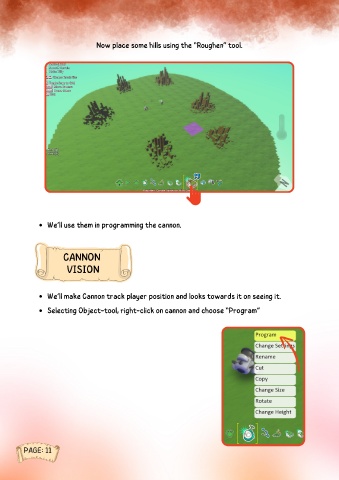 Now place some hills using the "Roughen" tool.
We'll use them in programming the cannon.
CANNON
VISION
We'll make Cannon track player position and looks towards it on seeing it.
Selecting Object-tool, right-click on cannon and choose "Program"
Program
Change Settings
Rename
Cut
Copy
Change Size
Rotate
Change Height
PAGE: 11